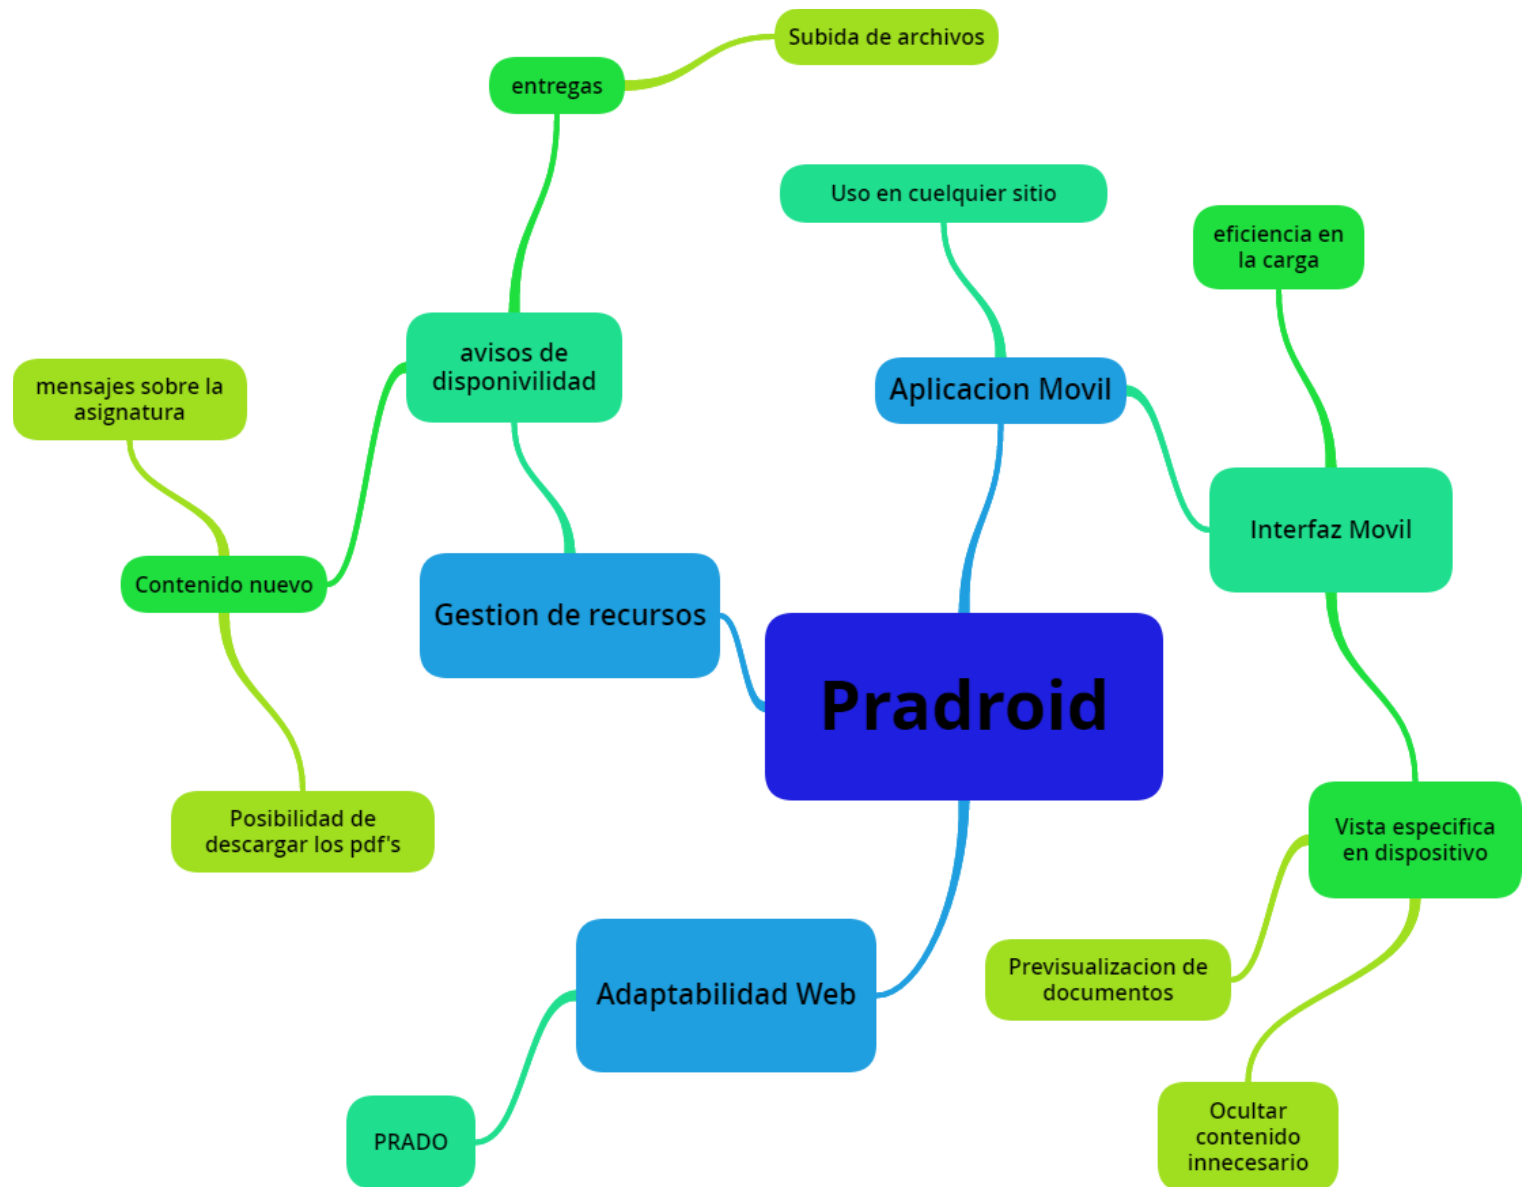 Subida de archivos
entregas
Uso en cuelquier sitio
eficiencia en
la carga
avisos de
disponivilidad
mensajes sobre la
asignatura
Aplicacion Movil
Interfaz Movil
Contenido nuevo
Gestion de recursos
Pradroid
Posibilidad de
descargar los pdf's
Vista especifica
en dispositivo
Adaptabilidad Web
Previsualizacion de
documentos
PRADO
Ocultar
contenido
innecesario